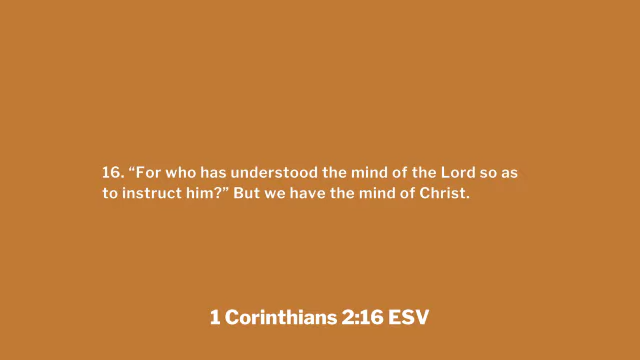 16. “For who has understood the mind of the Lord so as
to instruct him?” But we have the mind of Christ.
1 Corinthians 2:16 ESV